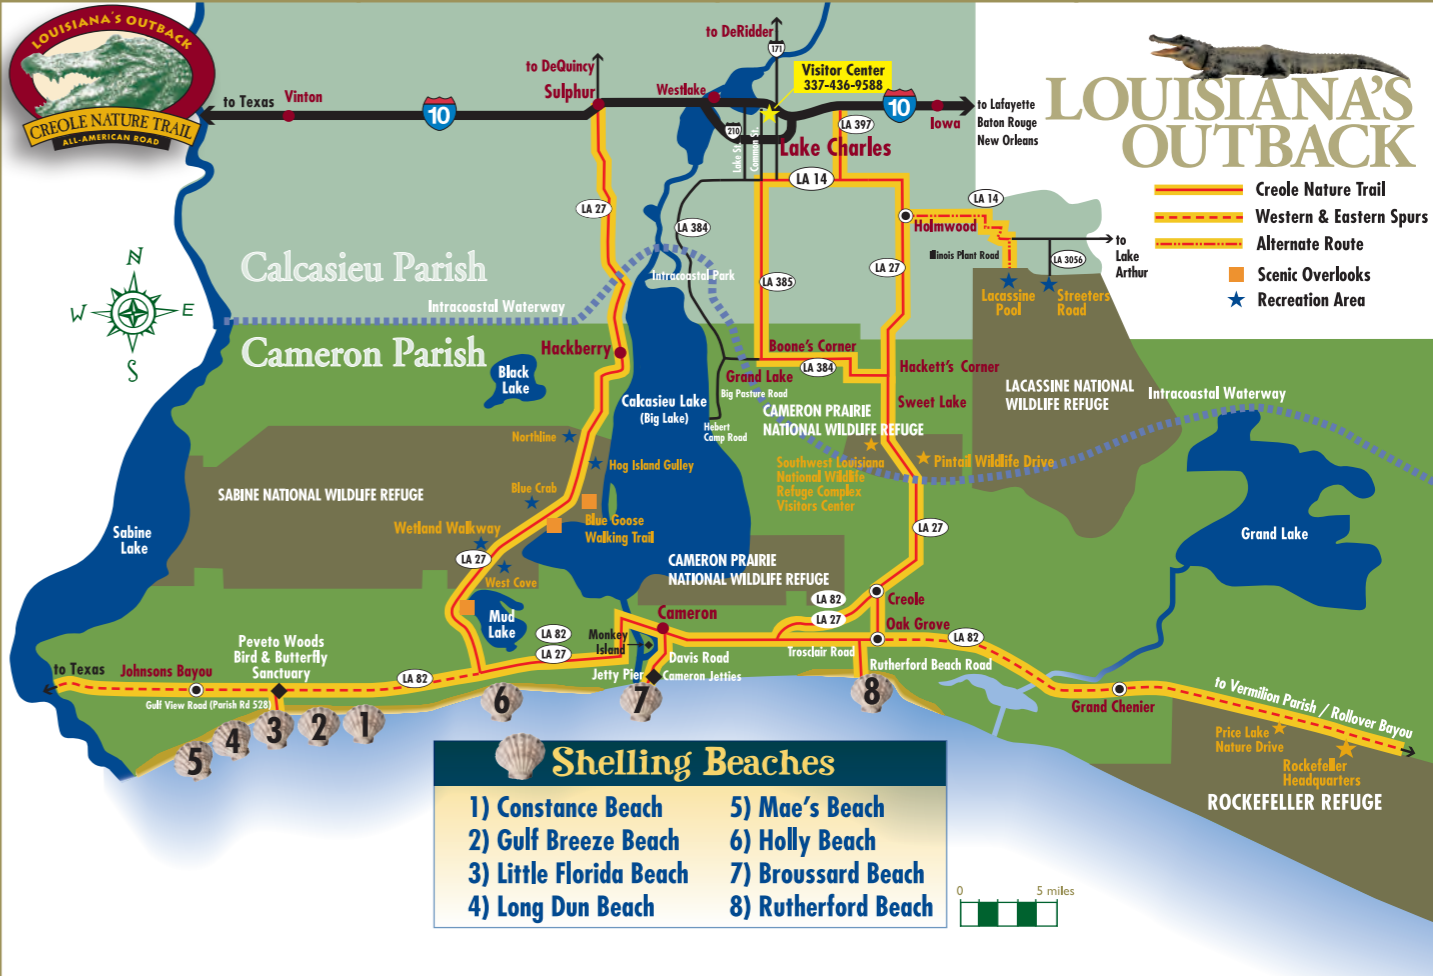 LOUISIANA'S OUTBACK
CREOLE NATURE TRAIL
ALL-AMERICAN ROAD
LOUISIANA'S
OUTBACK
Creole Nature Trail
Western & Eastern Spurs
Alternate Route
Scenic Overlooks
Recreation Area
to DeRidder
171
to DeQuincy
Sulphur
Westlake
Visitor Center
337-436-9588
to Texas
Vinton
10
10
Iowa
to Lafayette
Baton Rouge
New Orleans
210
LA 397
Lake St.
Common St.
Lake Charles
LA 14
LA 27
LA 384
LA 14
Holmwood
Illinois Plant Road
LA 3056
to
Lake
Arthur
N
W
E
S
Calcasieu Parish
Intracoastal Park
LA 385
LA 27
Lacassine
Pool
Streeters
Road
Intracoastal Waterway
Cameron Parish
Hackberry
Boone's Corner
LA 384
Hackett's Corner
Grand Lake
Big Pasture Road
Black
Lake
Calcasieu Lake
(Big Lake)
Sweet Lake
LACASSINE NATIONAL
WILDLIFE REFUGE
Intracoastal Waterway
CAMERON PRAIRIE
NATIONAL WILDLIFE REFUGE
Hebert
Camp Road
Northline
Hog Island Gulley
Southwest Louisiana
National Wildlife
Refuge Complex
Visitors Center
Pintail Wildlife Drive
SABINE NATIONAL WILDLIFE REFUGE
Blue Crab
Blue Goose
Walking Trail
Wetland Walkway
LA 27
LA 27
Sabine
Lake
Grand Lake
West Cove
CAMERON PRAIRIE
NATIONAL WILDLIFE REFUGE
Mud
Lake
LA 82
LA 27
Creole
Cameron
LA 82
LA 27
Oak Grove
LA 82
Monkey
Island
Peveto Woods
Bird & Butterfly
Sanctuary
Davis Road
Trosclair Road
Rutherford Beach Road
to Texas
Johnsons Bayou
LA 82
Jetty Pier
Cameron Jetties
Gulf View Road (Parish Rd 528)
Grand Chenier
to Vermilion Parish / Rollover Bayou
Price Lake
Nature Drive
Rockefeller
Headquarters
ROCKEFELLER REFUGE
5
4
3
2
1
6
7
8
Shelling Beaches
1) Constance Beach
2) Gulf Breeze Beach
3) Little Florida Beach
4) Long Dun Beach
5) Mae's Beach
6) Holly Beach
7) Broussard Beach
8) Rutherford Beach
0
5 miles